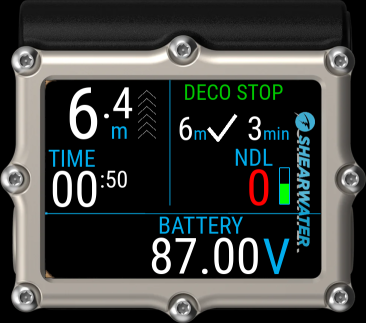 6.4 m
DECO STOP
6m 3min
TIME
00:50
NDL
0
SHEARWATER
BATTERY
87.00V